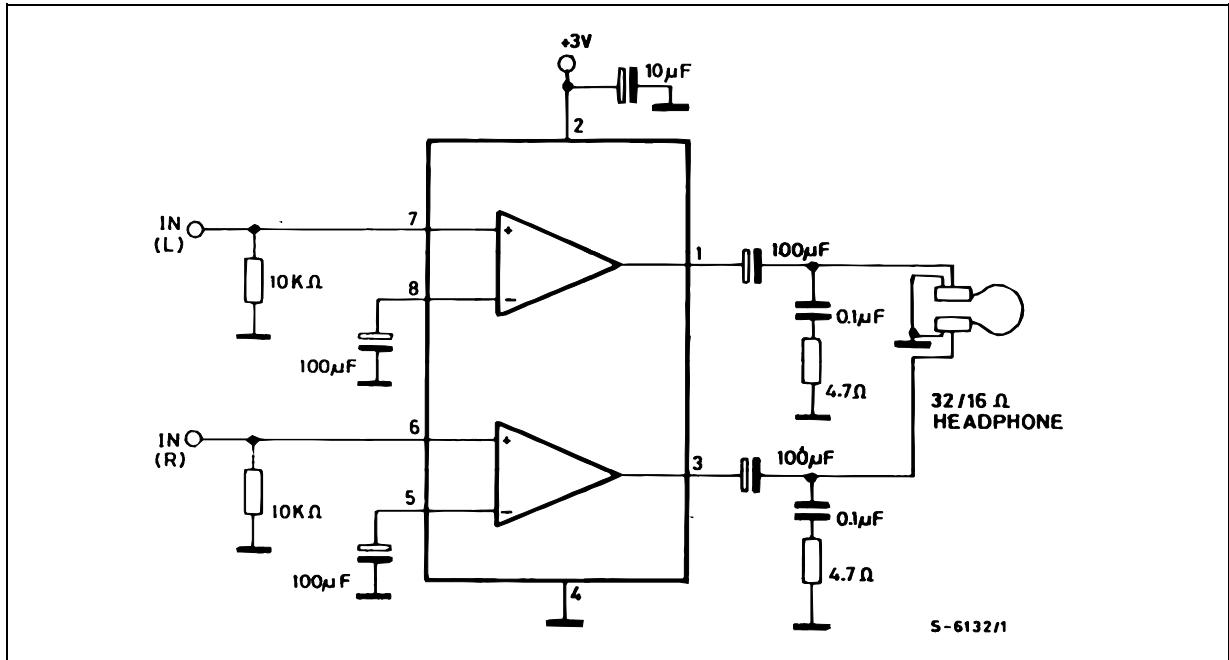 +3V
10µF
2
IN
(L)
7
+
10KΩ
8
−
100µF
1
100µF
0.1µF
4.7Ω
32/16 Ω
HEADPHONE
IN
(R)
6
+
10KΩ
5
−
100µF
3
100µF
0.1µF
4.7Ω
4
S-6132/1